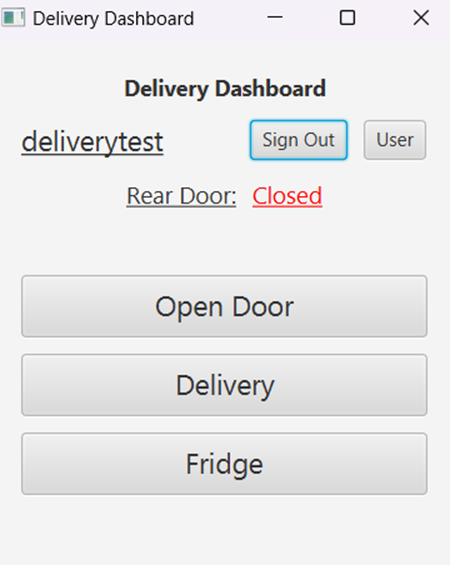 Delivery Dashboard
Delivery Dashboard
deliverytest Sign Out User
Rear Door: Closed
Open Door
Delivery
Fridge